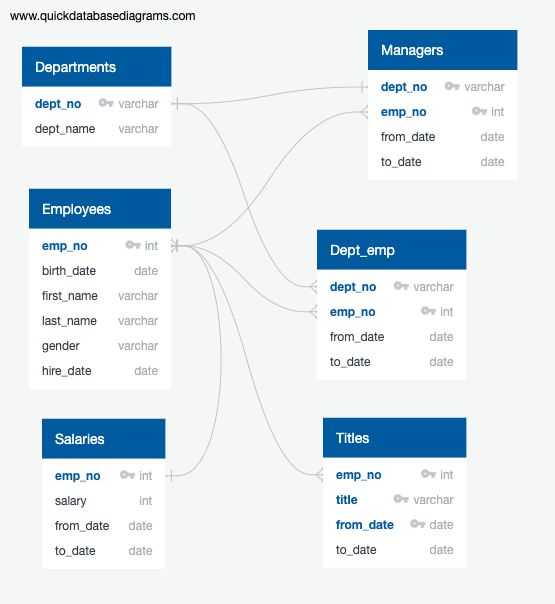 www.quickdatabasediagrams.com
Departments
dept_no varchar
dept_name varchar
Managers
dept_no varchar
emp_no int
from_date date
to_date date
Employees
emp_no int
birth_date date
first_name varchar
last_name varchar
gender varchar
hire_date date
Dept_emp
dept_no varchar
emp_no int
from_date date
to_date date
Salaries
emp_no int
salary int
from_date date
to_date date
Titles
emp_no int
title varchar
from_date date
to_date date